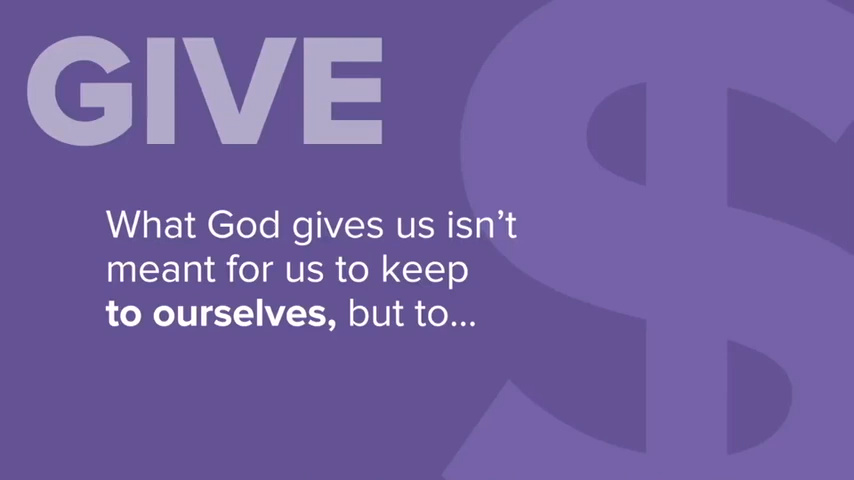 GIVE
What God gives us isn’t
meant for us to keep
to ourselves, but to...
$